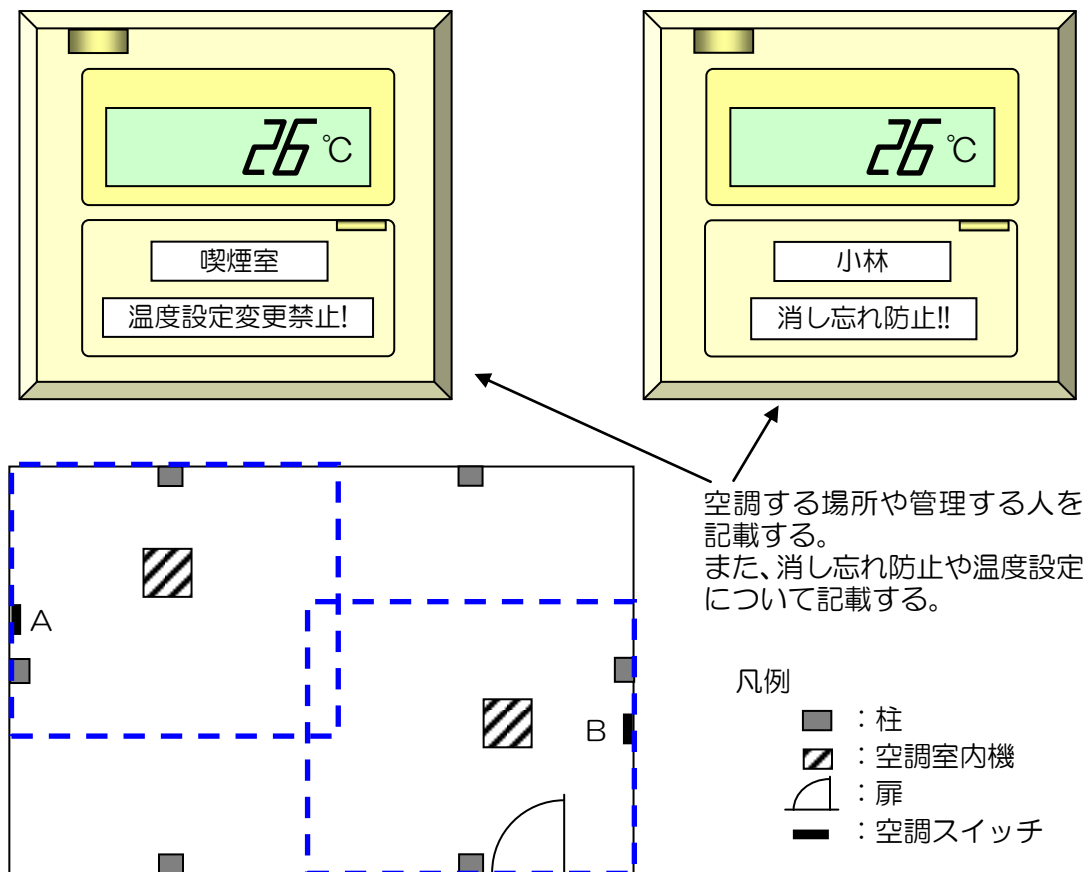 26℃
喫煙室
温度設定変更禁止!
26℃
小林
消し忘れ防止!!
空調する場所や管理する人を
記載する。
また、消し忘れ防止や温度設定
について記載する。
A
B
凡例
:柱
:空調室内機
:扉
:空調スイッチ